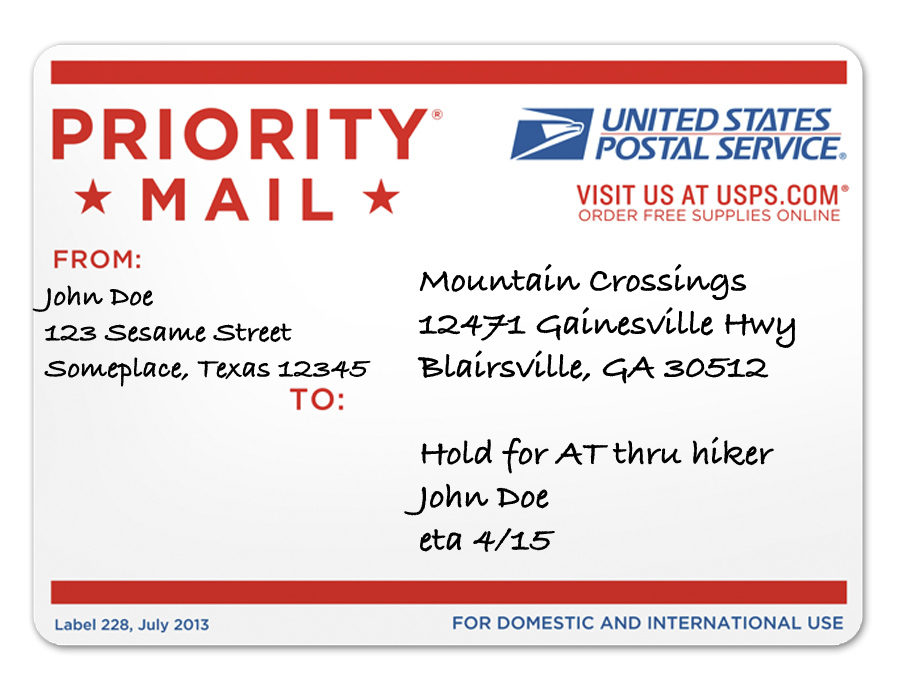 PRIORITY®
★ MAIL ★
UNITED STATES
POSTAL SERVICE®
VISIT US AT USPS.COM®
ORDER FREE SUPPLIES ONLINE
FROM:
John Doe
123 Sesame Street
Someplace, Texas 12345
TO:
Mountain Crossings
12471 Gainesville Hwy
Blairsville, GA 30512
Hold for AT thru hiker
John Doe
eta 4/15
Label 228, July 2013
FOR DOMESTIC AND INTERNATIONAL USE